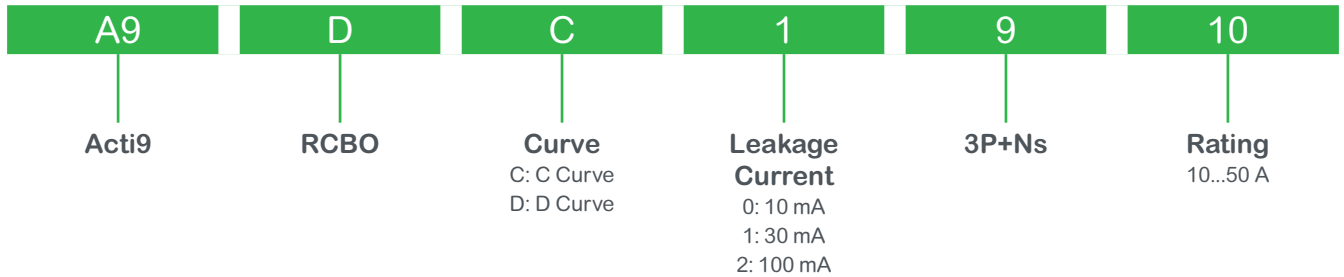 A9 D C 1 9 10
Acti9 RCBO Curve Leakage 3P+Ns Rating
C: C Curve Current 10...50 A
D: D Curve 0: 10 mA
1: 30 mA
2: 100 mA